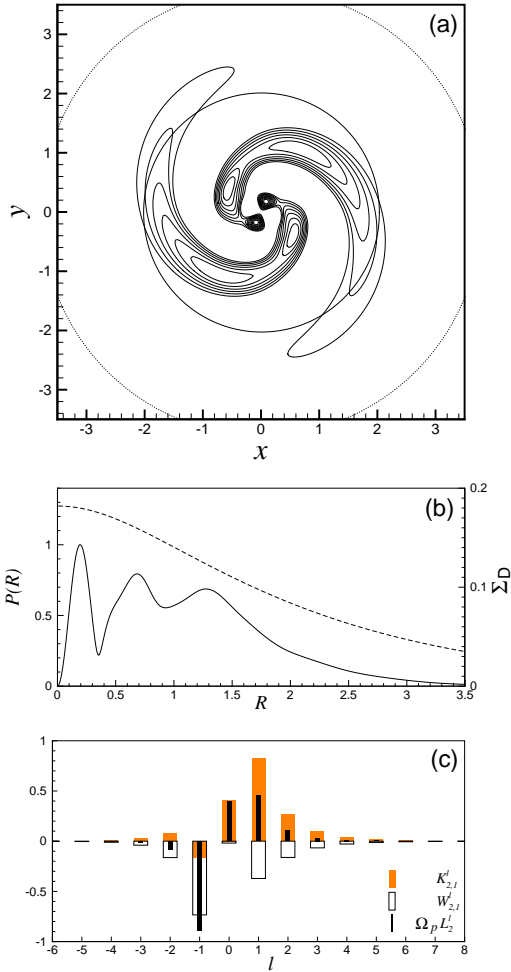 (a)
3
2
1
0
-1
-2
-3
y
-3 -2 -1 0 1 2 3
x
(b)
1
0.5
0
P(R)
0.2
0.1
0
Σ_D
0 0.5 1 1.5 2 2.5 3 3.5
R
(c)
1
0.5
0
-0.5
-1
K^l_{2,1}
W^l_{2,1}
Ω_p L^l_2
-6 -5 -4 -3 -2 -1 0 1 2 3 4 5 6 7 8
l